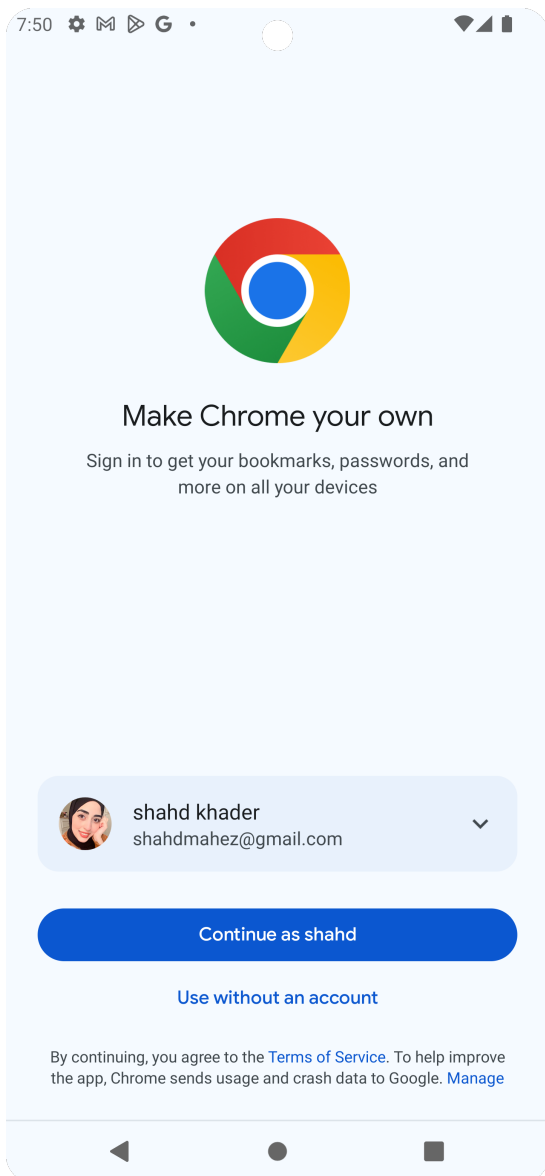 7:50
Make Chrome your own
Sign in to get your bookmarks, passwords, and
more on all your devices
shahd khader
shahdmahez@gmail.com
Continue as shahd
Use without an account
By continuing, you agree to the Terms of Service. To help improve
the app, Chrome sends usage and crash data to Google. Manage